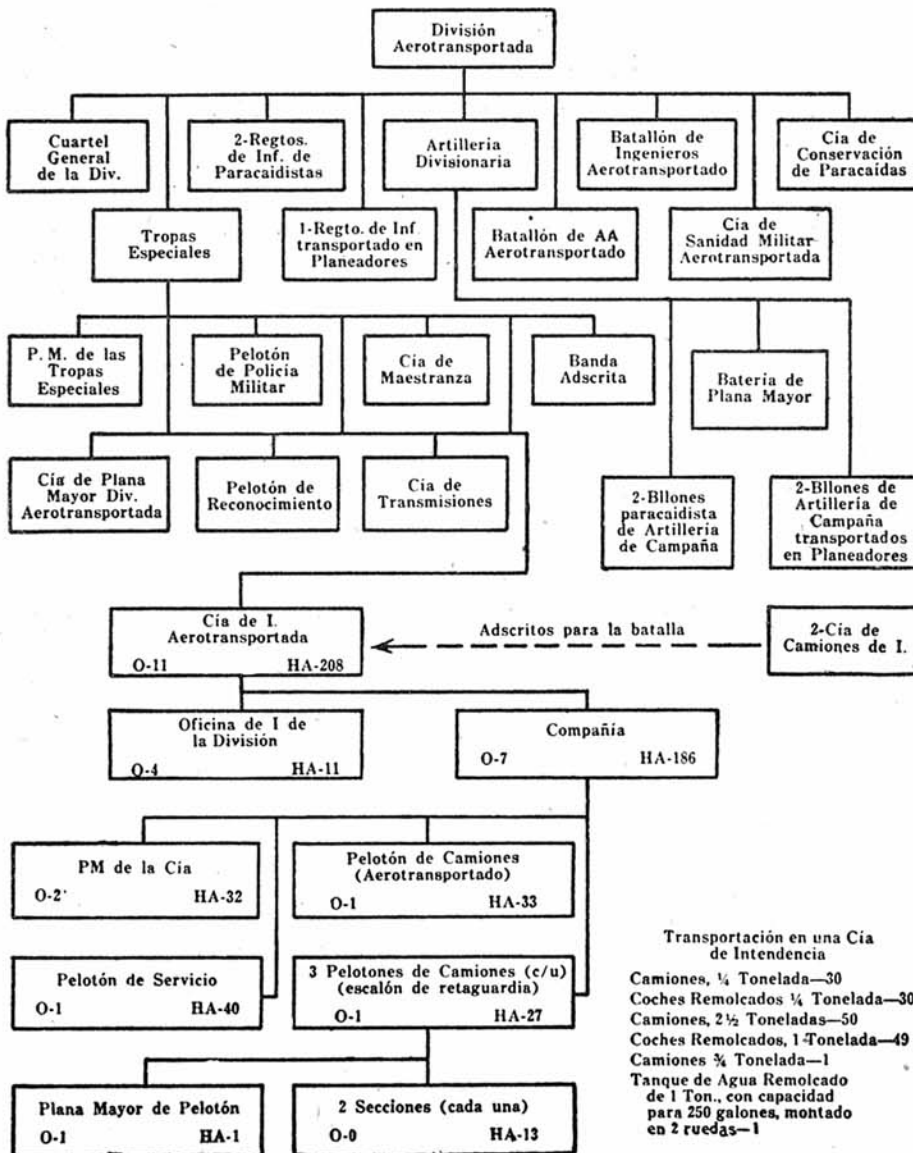 División
Aerotransportada
Cuartel
General
de la Div.
2-Regtos.
de Inf. de
Paracaidistas
Artillería
Divisionaria
Batallón de
Ingenieros
Aerotransportado
Cía de
Conservación
de Paracaídas
Tropas
Especiales
1-Regto. de Inf
transportado en
Planeadores
Batallón de AA
Aerotransportado
Cía de
Sanidad Militar
Aerotransportada
P. M. de las
Tropas
Especiales
Pelotón
de Policía
Militar
Cía de
Maestranza
Banda
Adscrita
Batería de
Plana Mayor
Cía de Plana
Mayor Div.
Aerotransportada
Pelotón de
Reconocimiento
Cía de
Transmisiones
2-Bllones
paracaidista
de Artillería
de Campaña
2-Bllones de
Artillería de
Campaña
transportados
en Planeadores
Cía de I.
Aerotransportada
O-11 HA-208
Adscritos para la batalla
2-Cía de
Camiones de I.
Oficina de I de
la División
O-4 HA-11
Compañía
O-7 HA-186
PM de la Cía
O-2 HA-32
Pelotón de Camiones
(Aerotransportado)
O-1 HA-33
Pelotón de Servicio
O-1 HA-40
3 Pelotones de Camiones (c/u)
(escalón de retaguardia)
O-1 HA-27
Plana Mayor de Pelotón
O-1 HA-1
2 Secciones (cada una)
O-0 HA-13
Transportación en una Cía
de Intendencia
Camiones, ¼ Tonelada—30
Coches Remolcados ¼ Tonelada—30
Camiones, 2½ Toneladas—50
Coches Remolcados, 1-Tonelada—49
Camiones ¾ Tonelada—1
Tanque de Agua Remolcado
de 1 Ton., con capacidad
para 250 galones, montado
en 2 ruedas—1